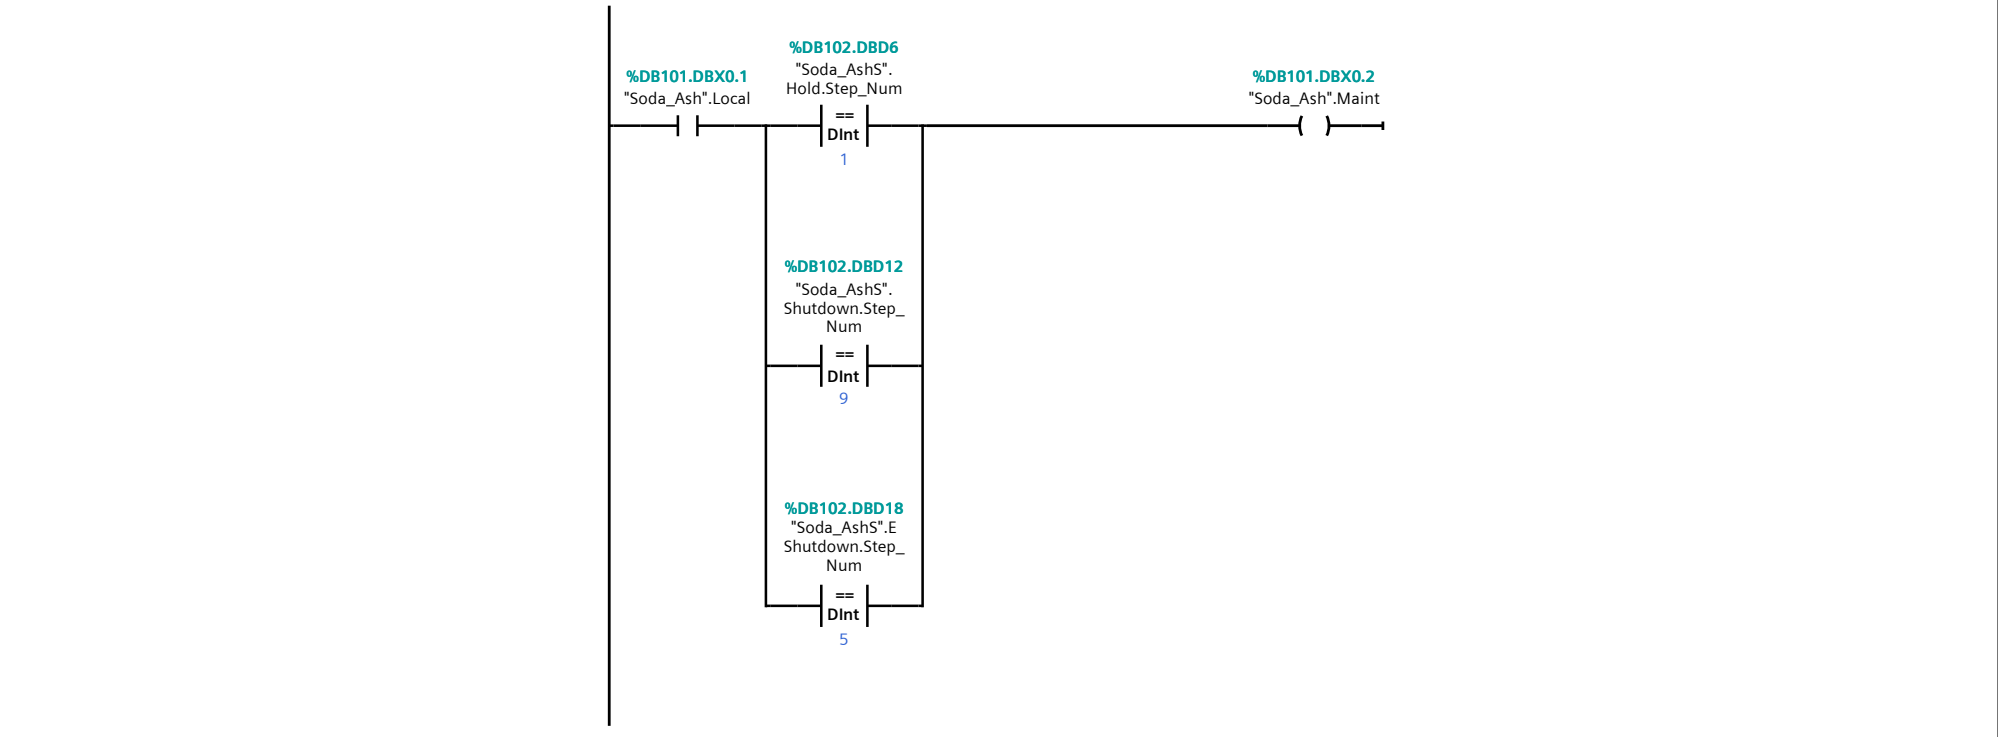 %DB102.DBD6
"Soda_AshS".
Hold.Step_Num
%DB101.DBX0.1
"Soda_Ash".Local
==
DInt
1
%DB101.DBX0.2
"Soda_Ash".Maint
%DB102.DBD12
"Soda_AshS".
Shutdown.Step_
Num
==
DInt
9
%DB102.DBD18
"Soda_AshS".E
Shutdown.Step_
Num
==
DInt
5